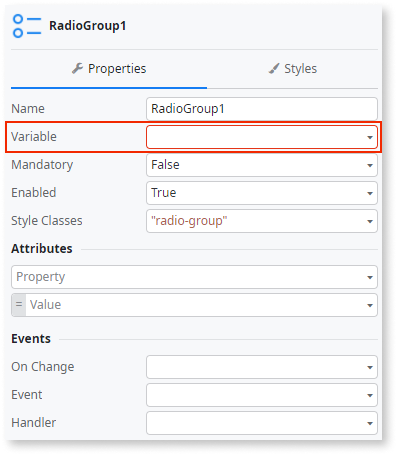 RadioGroup1
Properties Styles
Name RadioGroup1
Variable
Mandatory False
Enabled True
Style Classes "radio-group"
Attributes
Property
= Value
Events
On Change
Event
Handler